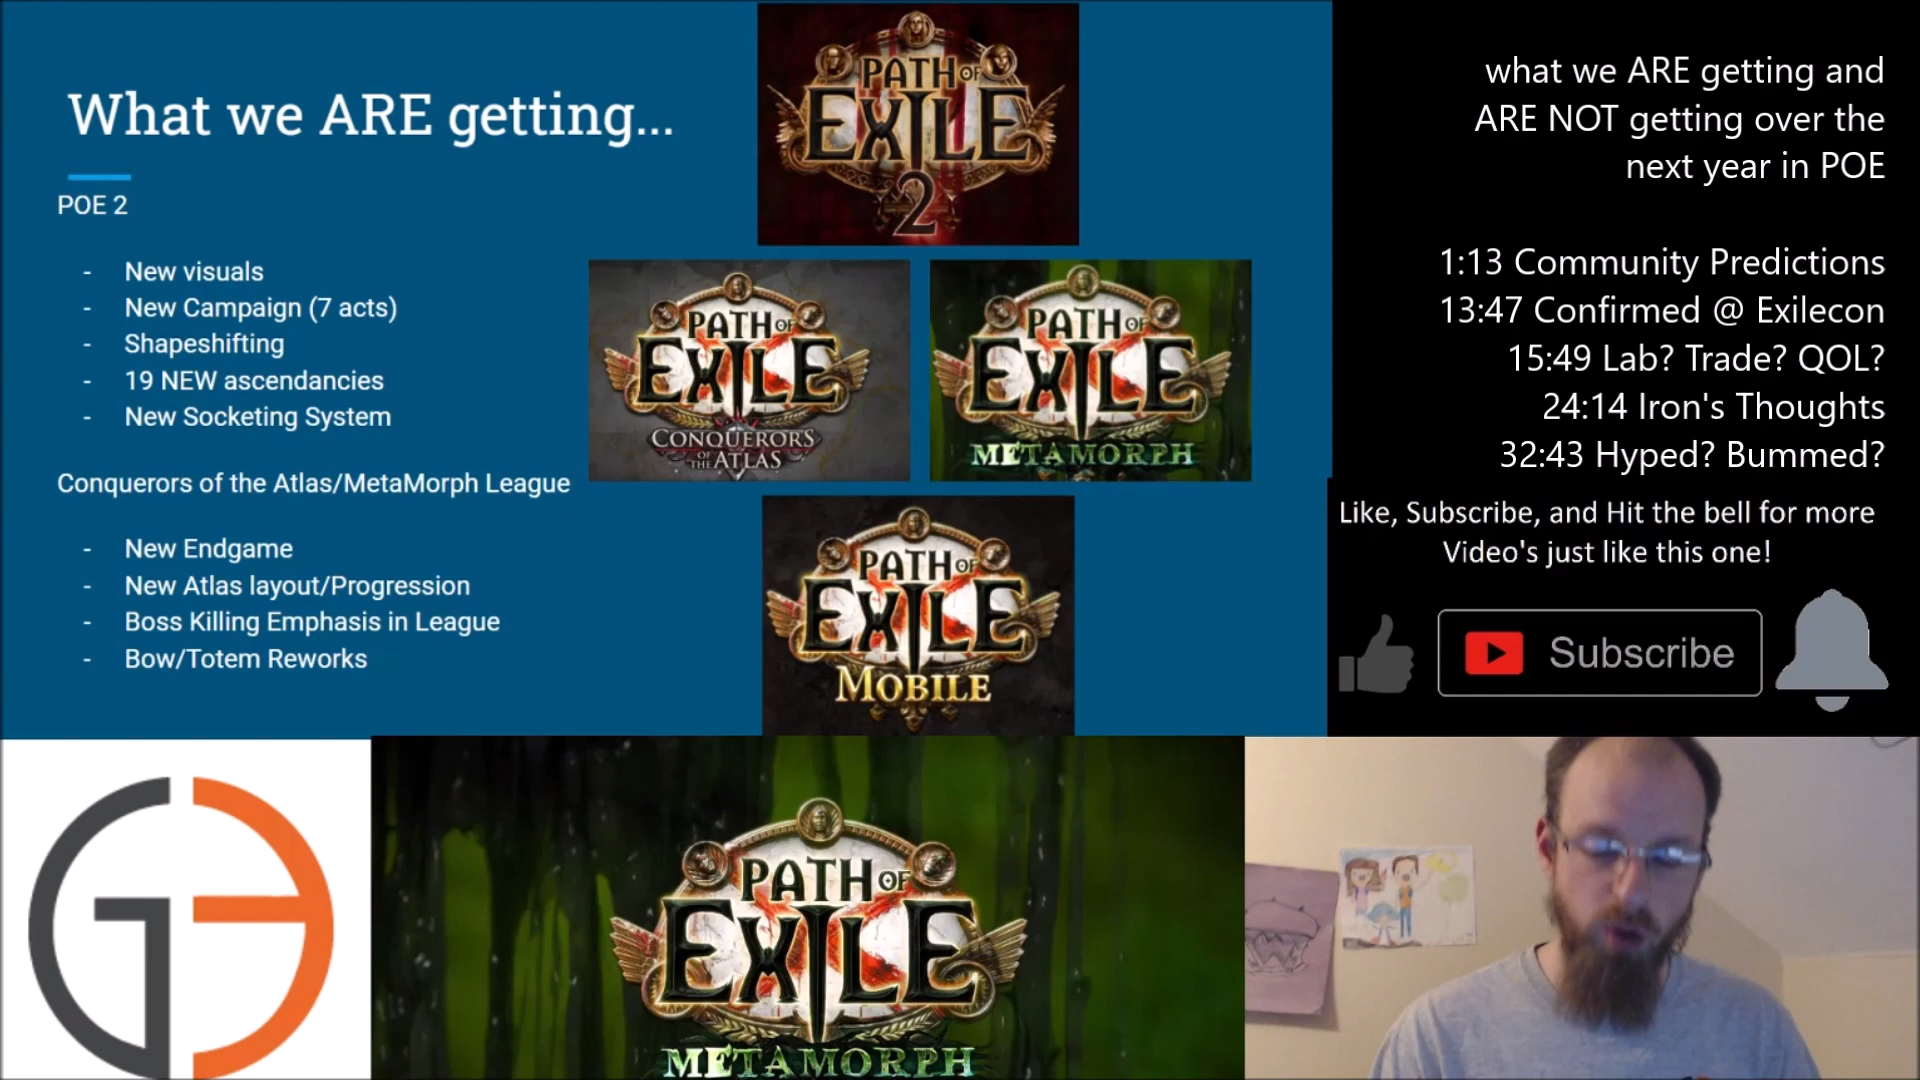 What we ARE getting...
POE 2
- New visuals
- New Campaign (7 acts)
- Shapeshifting
- 19 NEW ascendancies
- New Socketing System
Conquerors of the Atlas/MetaMorph League
- New Endgame
- New Atlas layout/Progression
- Boss Killing Emphasis in League
- Bow/Totem Reworks
PATH OF
EXILE
2
PATH OF
EXILE
CONQUERORS
OF THE ATLAS
PATH OF
EXILE
METAMORPH
PATH OF
EXILE
MOBILE
what we ARE getting and
ARE NOT getting over the
next year in POE
1:13 Community Predictions
13:47 Confirmed @ Exilecon
15:49 Lab? Trade? QOL?
24:14 Iron's Thoughts
32:43 Hyped? Bummed?
Like, Subscribe, and Hit the bell for more
Video's just like this one!
Subscribe
PATH OF
EXILE
METAMORPH